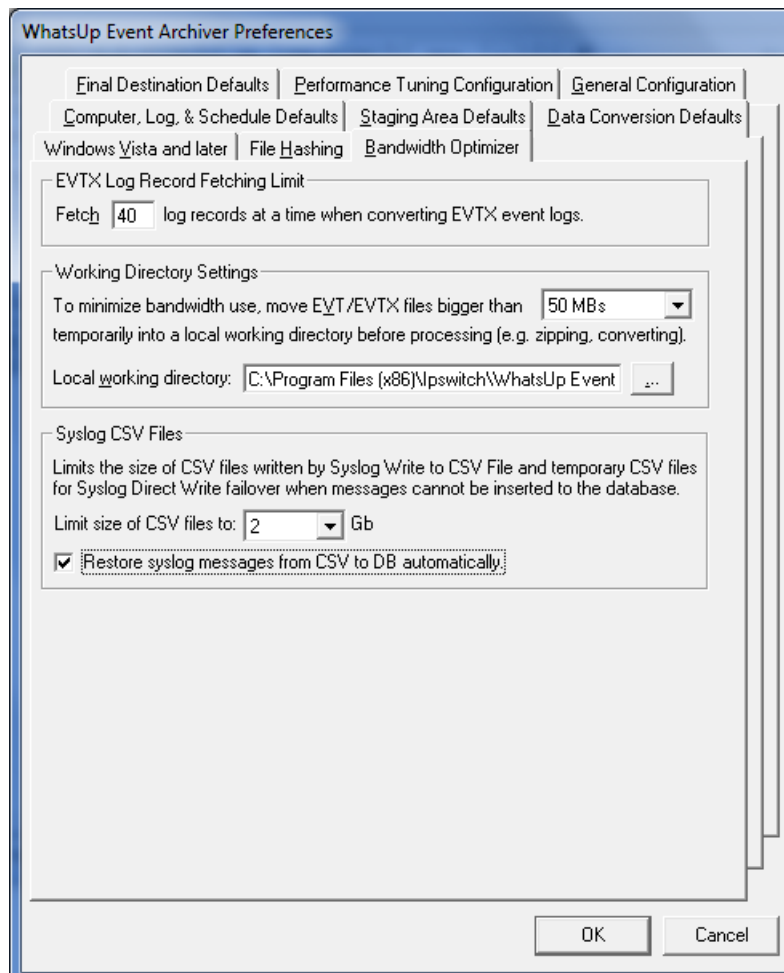 WhatsUp Event Archiver Preferences
Final Destination Defaults Performance Tuning Configuration General Configuration
Computer, Log, & Schedule Defaults Staging Area Defaults Data Conversion Defaults
Windows Vista and later File Hashing Bandwidth Optimizer
EVTX Log Record Fetching Limit
Fetch 40 log records at a time when converting EVTX event logs.
Working Directory Settings
To minimize bandwidth use, move EVT/EVTX files bigger than 50 MBs
temporarily into a local working directory before processing (e.g. zipping, converting).
Local working directory: C:\Program Files (x86)\Ipswitch\WhatsUp Event ...
Syslog CSV Files
Limits the size of CSV files written by Syslog Write to CSV File and temporary CSV files
for Syslog Direct Write failover when messages cannot be inserted to the database.
Limit size of CSV files to: 2 Gb
Restore syslog messages from CSV to DB automatically.
OK Cancel